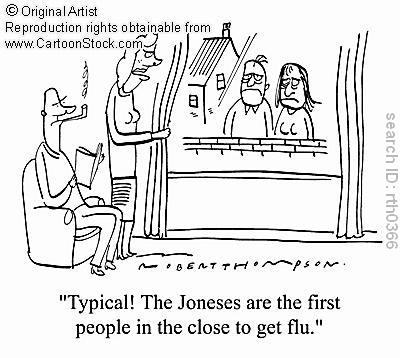 © Original Artist
Reproduction rights obtainable from
www.CartoonStock.com
search ID: rth0366
ROBERT THOMPSON.
"Typical! The Joneses are the first
people in the close to get flu."